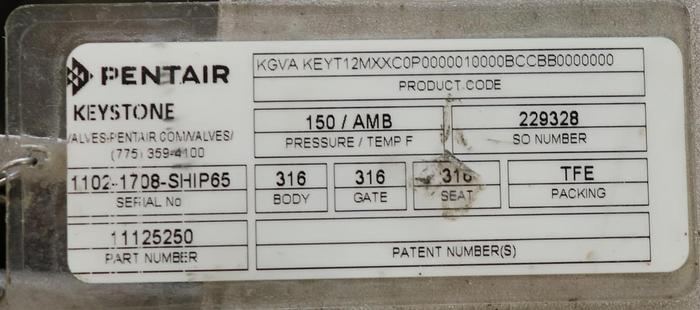 PENTAIR
KEYSTONE
VALVES-PENTAIR.COM/VALVES/
(775) 359-4100
KGVA KEYT12MXXC0P0000010000BCCBB0000000
PRODUCT CODE
150 / AMB
PRESSURE / TEMP F
229328
SO NUMBER
1102-1708-SHIP65
SERIAL No
316
BODY
316
GATE
316
SEAT
TFE
PACKING
11125250
PART NUMBER
PATENT NUMBER(S)